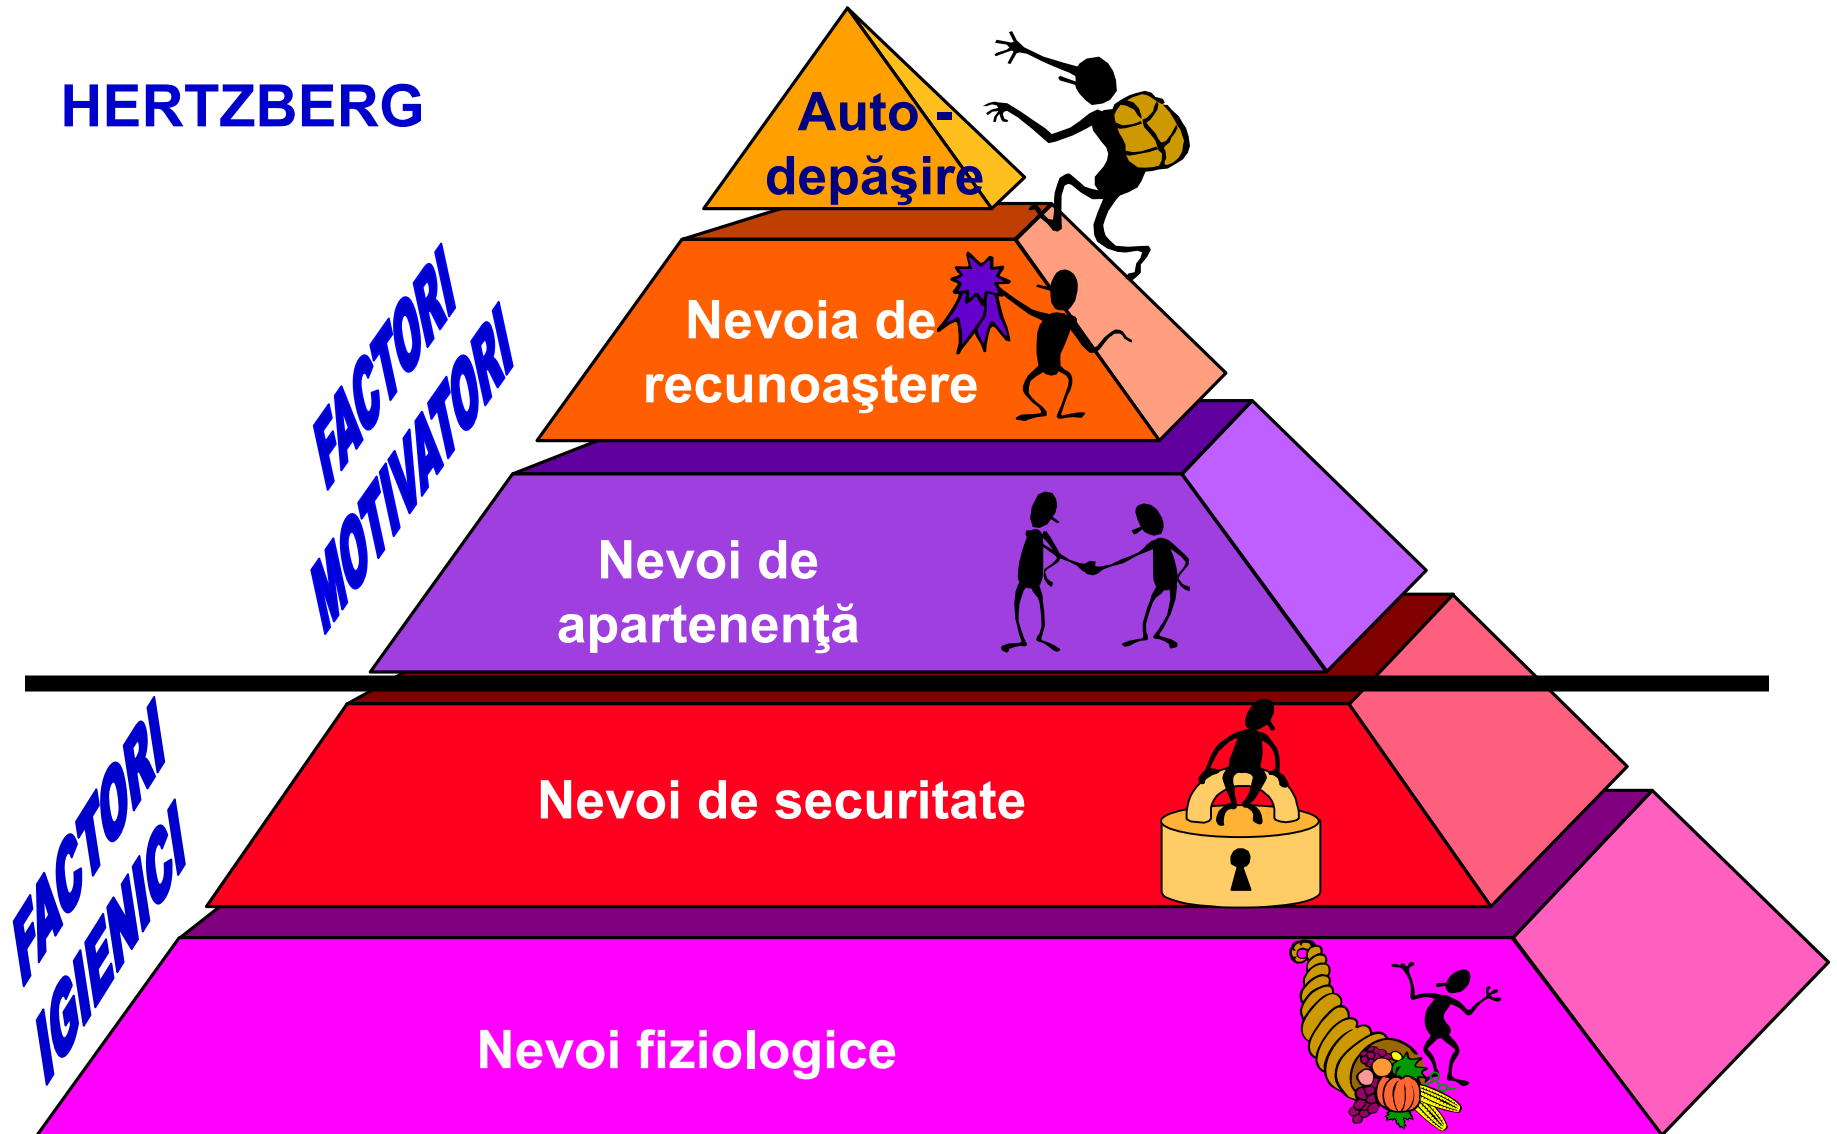 HERTZBERG
Auto -
depăşire
FACTORI
MOTIVATORI
Nevoia de
recunoaştere
Nevoi de
apartenenţă
FACTORI
IGIENICI
Nevoi de securitate
Nevoi fiziologice